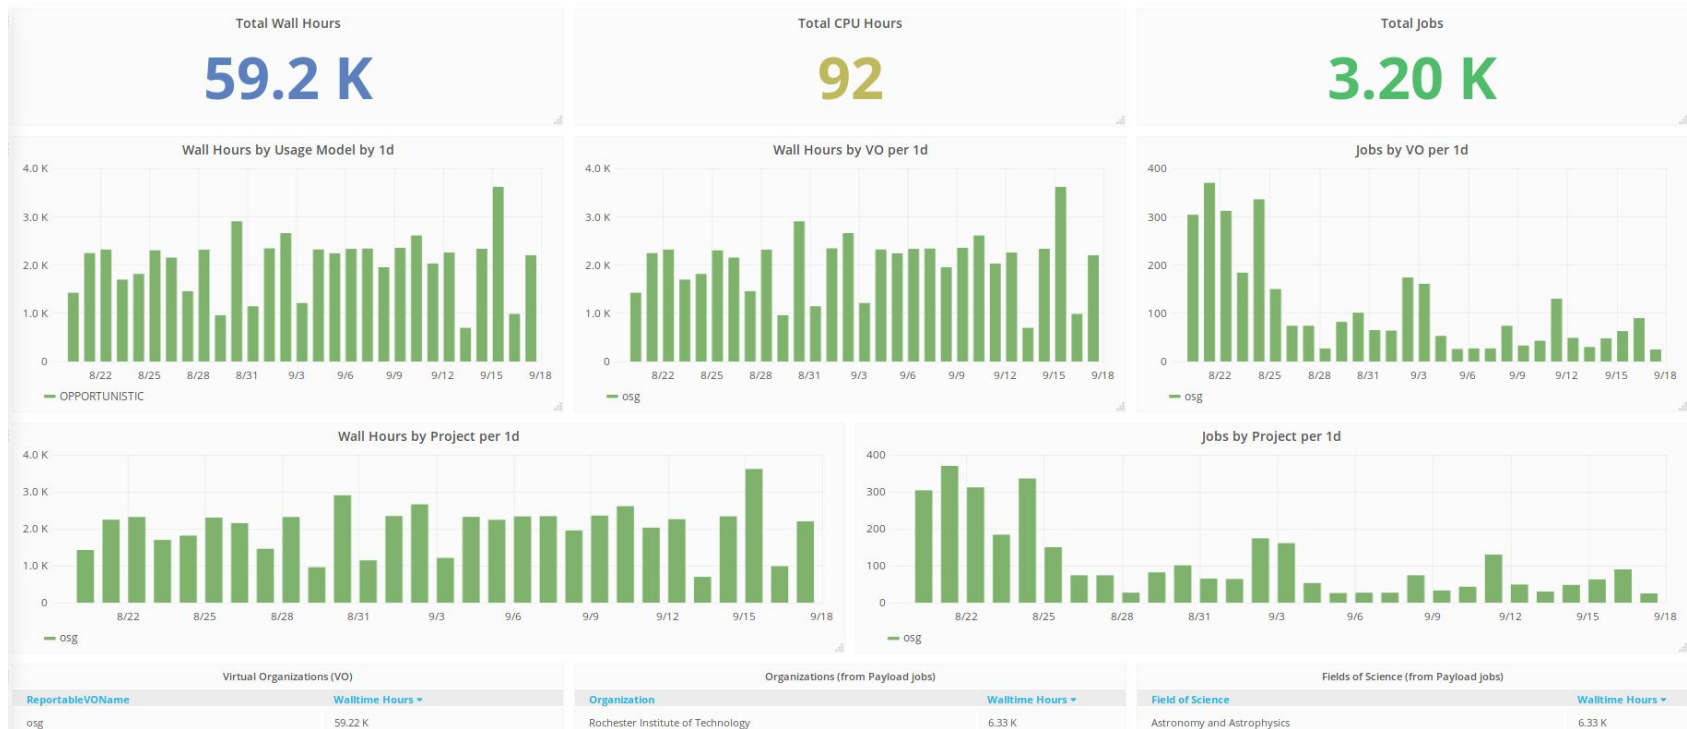 Total Wall Hours
59.2 K
Total CPU Hours
92
Total Jobs
3.20 K
Wall Hours by Usage Model by 1d
4.0 K
3.0 K
2.0 K
1.0 K
0
8/22 8/25 8/28 8/31 9/3 9/6 9/9 9/12 9/15 9/18
OPPORTUNISTIC
Wall Hours by VO per 1d
4.0 K
3.0 K
2.0 K
1.0 K
0
8/22 8/25 8/28 8/31 9/3 9/6 9/9 9/12 9/15 9/18
osg
Jobs by VO per 1d
400
300
200
100
0
8/22 8/25 8/28 8/31 9/3 9/6 9/9 9/12 9/15 9/18
osg
Wall Hours by Project per 1d
4.0 K
3.0 K
2.0 K
1.0 K
0
8/22 8/25 8/28 8/31 9/3 9/6 9/9 9/12 9/15 9/18
osg
Jobs by Project per 1d
400
300
200
100
0
8/22 8/25 8/28 8/31 9/3 9/6 9/9 9/12 9/15 9/18
osg
Virtual Organizations (VO)
ReportableVOName Walltime Hours
osg 59.22 K
Organizations (from Payload jobs)
Organization Walltime Hours
Rochester Institute of Technology 6.33 K
Fields of Science (from Payload jobs)
Field of Science Walltime Hours
Astronomy and Astrophysics 6.33 K